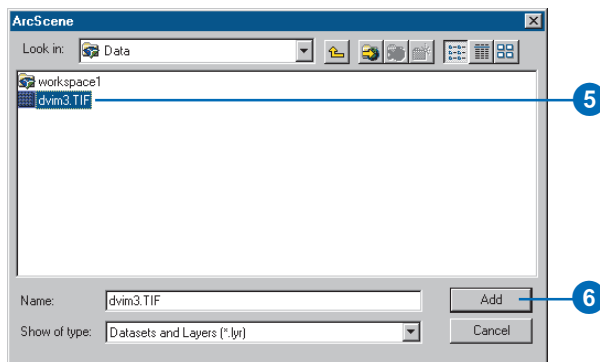 ArcScene
Look in: Data
workspace1
dvim3.TIF
5
Name: dvim3.TIF
Add
6
Show of type: Datasets and Layers (*.lyr)
Cancel